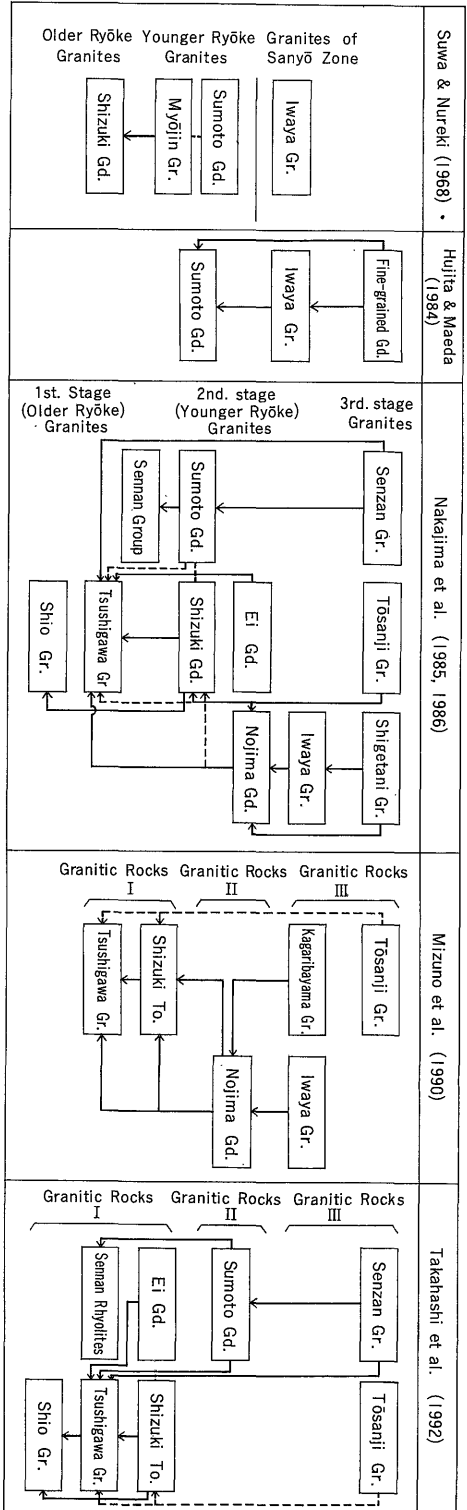 Suwa & Nureki (1968)
Granites of
Sanyō Zone
Younger Ryōke
Granites
Older Ryōke
Granites
Iwaya Gr.
Sumoto Gd.
Myōjin Gr.
Shizuki Gd.
Hujita & Maeda
(1984)
Fine-grained Gd.
Iwaya Gr.
Sumoto Gd.
Nakajima et al. (1985, 1986)
3rd. stage
Granites
2nd. stage
(Younger Ryōke)
Granites
1st. Stage
(Older Ryōke)
Granites
Senzan Gr.
Tōsanji Gr.
Shigetani Gr.
Iwaya Gr.
Ei Gd.
Nojima Gd.
Sumoto Gd.
Shizuki Gd.
Sennan Group
Tsushigawa Gr
Shio Gr.
Mizuno et al. (1990)
Granitic Rocks
III
Granitic Rocks
II
Granitic Rocks
I
Tōsanji Gr.
Kagaribayama Gr.
Iwaya Gr.
Nojima Gd.
Shizuki To.
Tsushigawa Gr.
Takahashi et al. (1992)
Granitic Rocks
III
Granitic Rocks
II
Granitic Rocks
I
Senzan Gr.
Tōsanji Gr.
Sumoto Gd.
Ei Gd.
Shizuki To.
Sennan Rhyolites
Tsushigawa Gr.
Shio Gr.